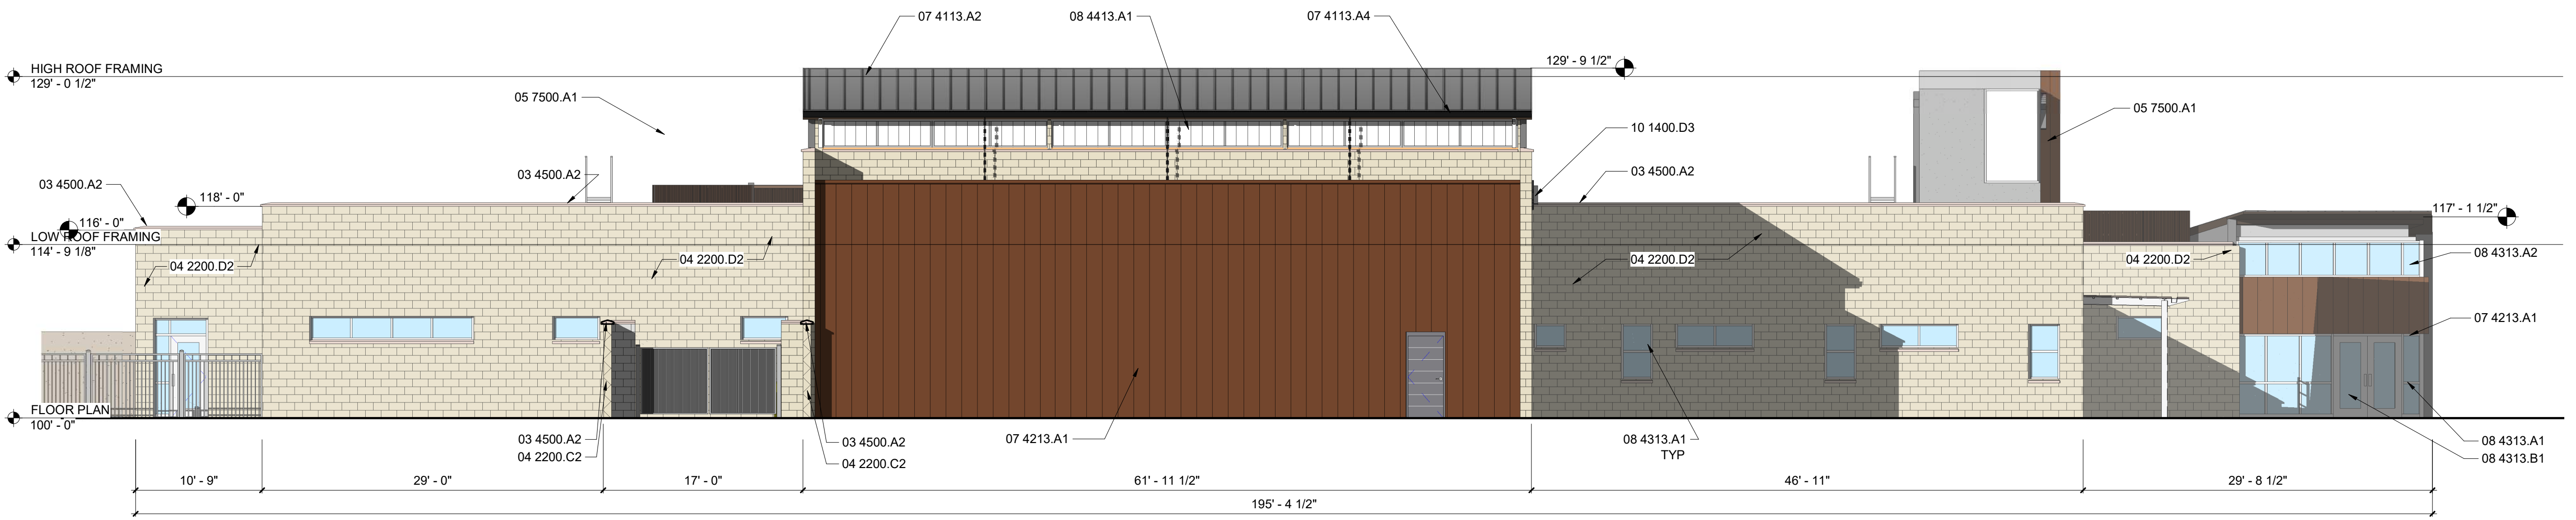 07 4113.A2
08 4413.A1
07 4113.A4
HIGH ROOF FRAMING
129' - 0 1/2"
129' - 9 1/2"
05 7500.A1
05 7500.A1
10 1400.D3
03 4500.A2
03 4500.A2
03 4500.A2
118' - 0"
116' - 0"
117' - 1 1/2"
LOW ROOF FRAMING
114' - 9 1/8"
04 2200.D2
04 2200.D2
04 2200.D2
04 2200.D2
08 4313.A2
07 4213.A1
FLOOR PLAN
100' - 0"
03 4500.A2
04 2200.C2
03 4500.A2
04 2200.C2
07 4213.A1
08 4313.A1
TYP
08 4313.A1
08 4313.B1
10' - 9"
29' - 0"
17' - 0"
61' - 11 1/2"
46' - 11"
29' - 8 1/2"
195' - 4 1/2"